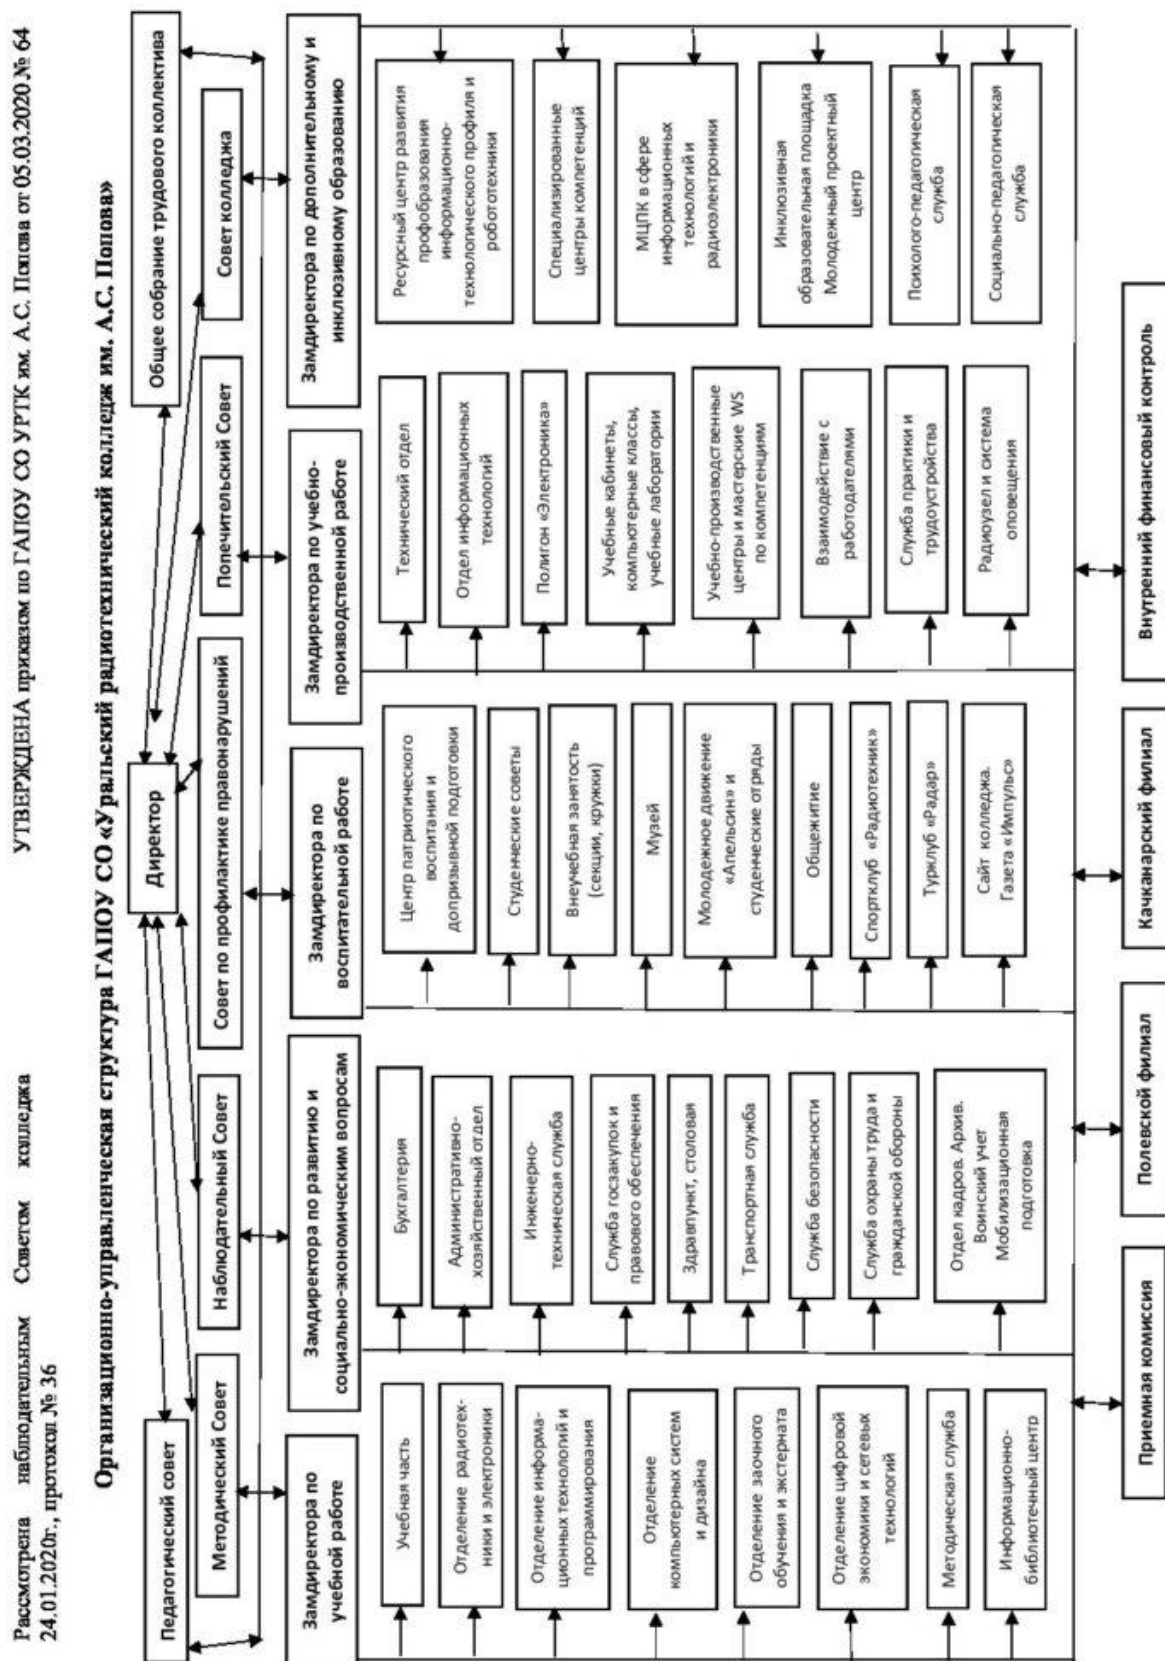 Рассмотрена наблюдательным Советом колледжа
24.01.2020г., протокол № 36
УТВЕРЖДЕНА приказом по ГАПОУ СО УРТК им. А.С. Попова от 05.03.2020 № 64
Организационно-управленческая структура ГАПОУ СО «Уральский радиотехнический колледж им. А.С. Попова»
Педагогический совет
Директор
Общее собрание трудового коллектива
Методический Совет
Наблюдательный Совет
Совет по профилактике правонарушений
Попечительский Совет
Совет колледжа
Замдиректора по
учебной работе
Замдиректора по развитию и
социально-экономическим вопросам
Замдиректора по
воспитательной работе
Замдиректора по учебно-
производственной работе
Замдиректора по дополнительному и
инклюзивному образованию
Учебная часть
Отделение радиотех-
ники и электроники
Отделение информа-
ционных технологий и
программирования
Отделение
компьютерных систем
и дизайна
Отделение заочного
обучения и экстерната
Отделение цифровой
экономики и сетевых
технологий
Методическая служба
Информационно-
библиотечный центр
Бухгалтерия
Административно-
хозяйственный отдел
Инженерно-
техническая служба
Служба госзакупок и
правового обеспечения
Здравпункт, столовая
Транспортная служба
Служба безопасности
Служба охраны труда и
гражданской обороны
Отдел кадров. Архив.
Воинский учет
Мобилизационная
подготовка
Центр патриотического
воспитания и
допризывной подготовки
Студенческие советы
Внеучебная занятость
(секции, кружки)
Музей
Молодежное движение
«Апельсин» и
студенческие отряды
Общежитие
Спортклуб «Радиотехник»
Турклуб «Радар»
Сайт колледжа.
Газета «Импульс»
Технический отдел
Отдел информационных
технологий
Полигон «Электроника»
Учебные кабинеты,
компьютерные классы,
учебные лаборатории
Учебно-производственные
центры и мастерские WS
по компетенциям
Взаимодействие с
работодателями
Служба практики и
трудоустройства
Радиоузел и система
оповещения
Ресурсный центр развития
профобразования
информационно-
технологического профиля и
робототехники
Специализированные
центры компетенций
МЦПК в сфере
информационных
технологий и
радиоэлектроники
Инклюзивная
образовательная площадка
Молодежный проектный
центр
Психолого-педагогическая
служба
Социально-педагогическая
служба
Приемная комиссия
Полевской филиал
Качканарский филиал
Внутренний финансовый контроль